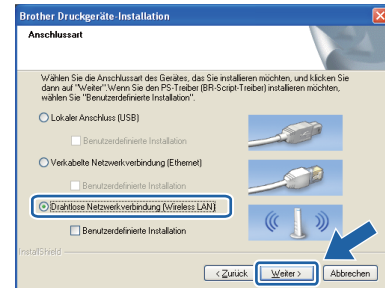 Brother Druckgeräte-Installation
Anschlussart
Wählen Sie die Anschlussart des Gerätes, das Sie installieren möchten, und klicken Sie
dann auf "Weiter".Wenn Sie den PS-Treiber (BR-Script-Treiber) installieren möchten,
wählen Sie "Benutzerdefinierte Installation".
Lokaler Anschluss (USB)
Benutzerdefinierte Installation
Verkabelte Netzwerkverbindung (Ethernet)
Benutzerdefinierte Installation
Drahtlose Netzwerkverbindung (Wireless LAN)
Benutzerdefinierte Installation
InstallShield
< Zurück Weiter > Abbrechen